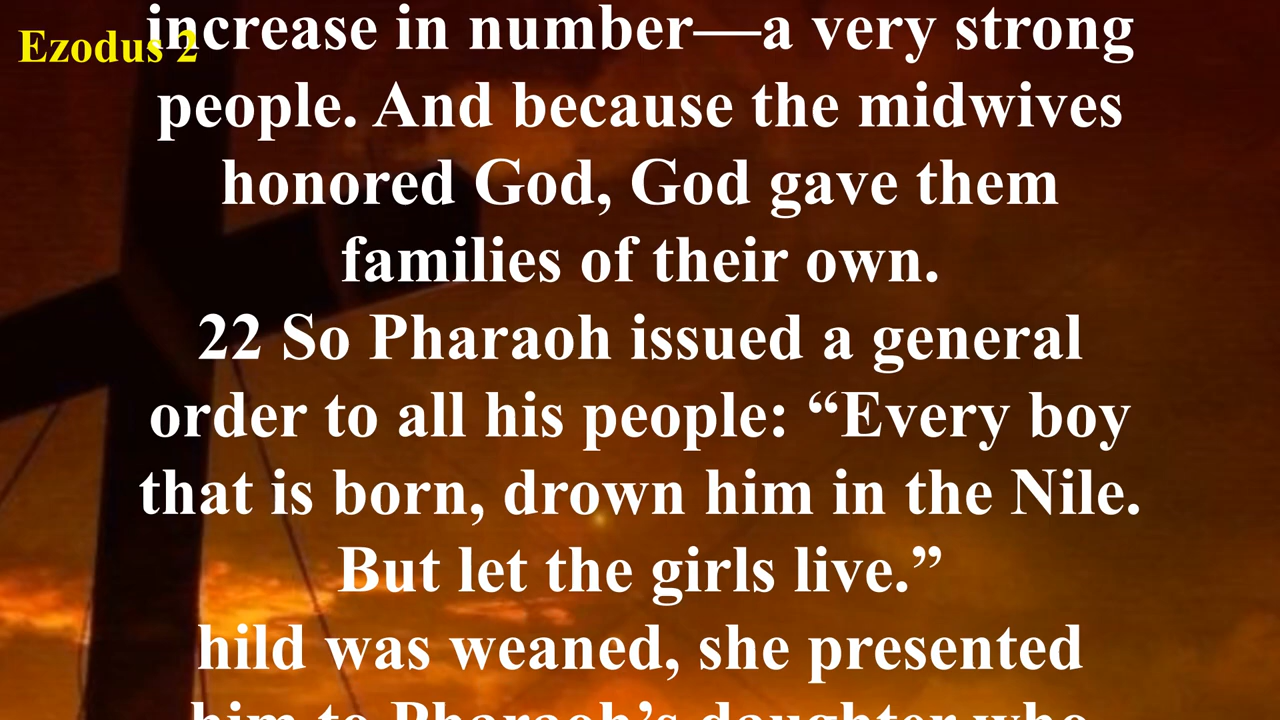 Ezodus 2
increase in number—a very strong
people. And because the midwives
honored God, God gave them
families of their own.
22 So Pharaoh issued a general
order to all his people: “Every boy
that is born, drown him in the Nile.
But let the girls live.”
hild was weaned, she presented
him to Pharaoh’s daughter who